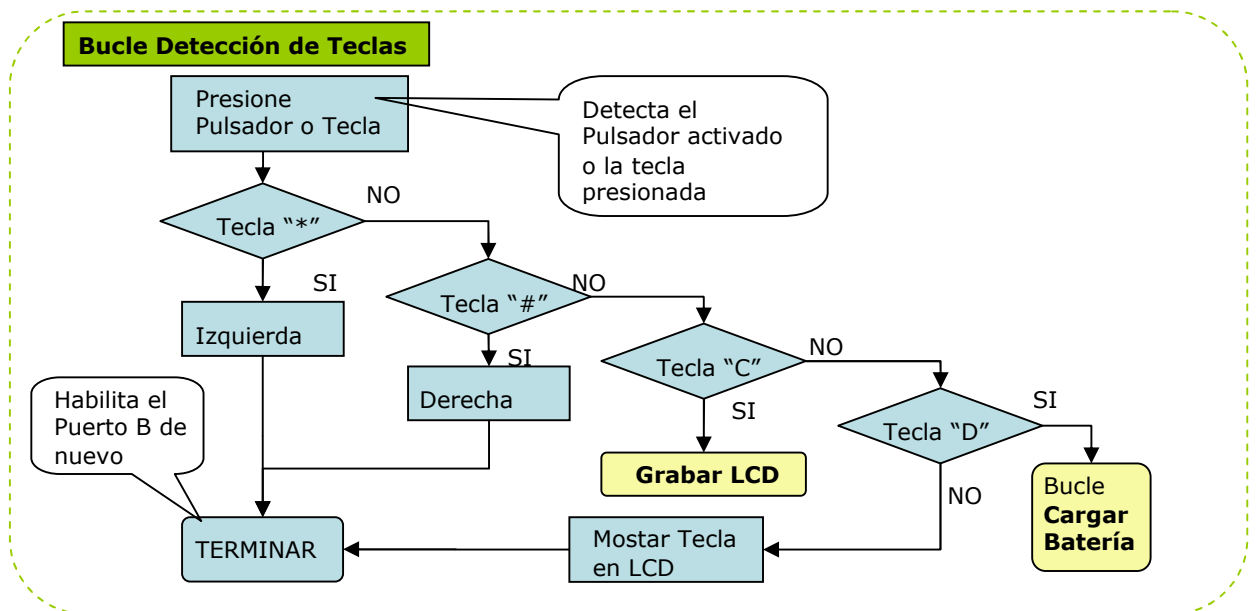 Bucle Detección de Teclas
Presione
Pulsador o Tecla
Detecta el
Pulsador activado
o la tecla
presionada
NO
Tecla “*”
SI
NO
Tecla “#”
Izquierda
SI
NO
Tecla “C”
Derecha
SI
SI
Tecla “D”
Habilita el
Puerto B de
nuevo
Grabar LCD
NO
Bucle
Cargar
Batería
TERMINAR
Mostar Tecla
en LCD